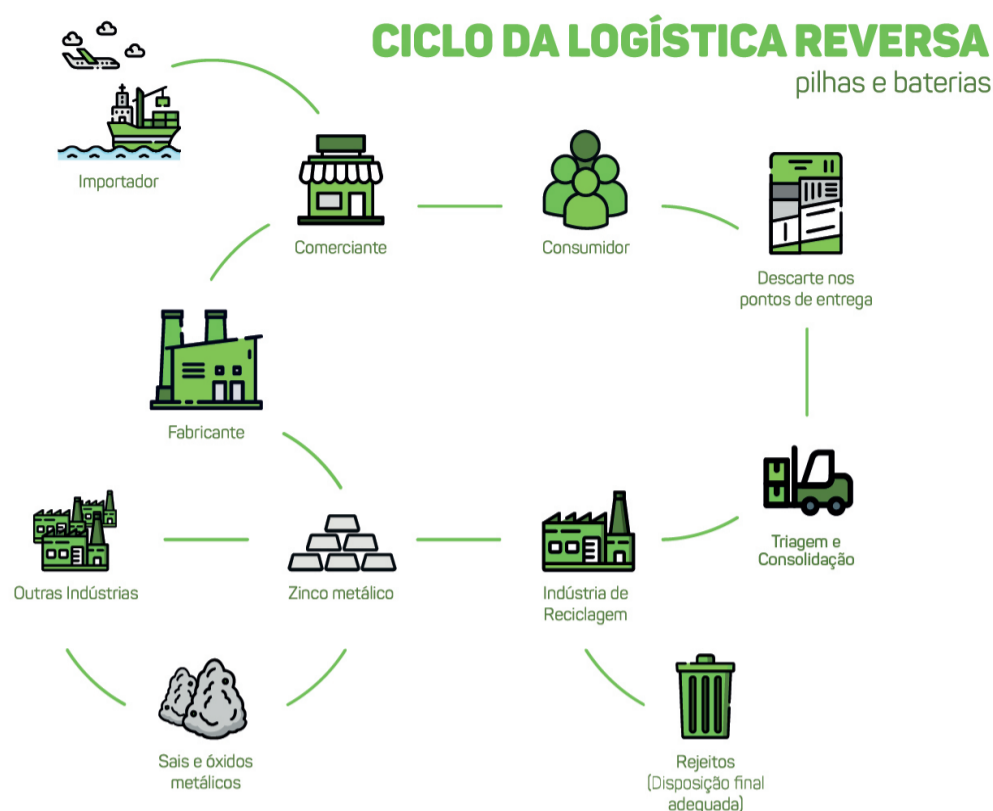 CICLO DA LOGÍSTICA REVERSA
pilhas e baterias
Importador
Comerciante
Consumidor
Descarte nos
pontos de entrega
Fabricante
Triagem e
Consolidação
Outras Indústrias
Zinco metálico
Indústria de
Reciclagem
Sais e óxidos
metálicos
Rejeitos
(Disposição final
adequada)